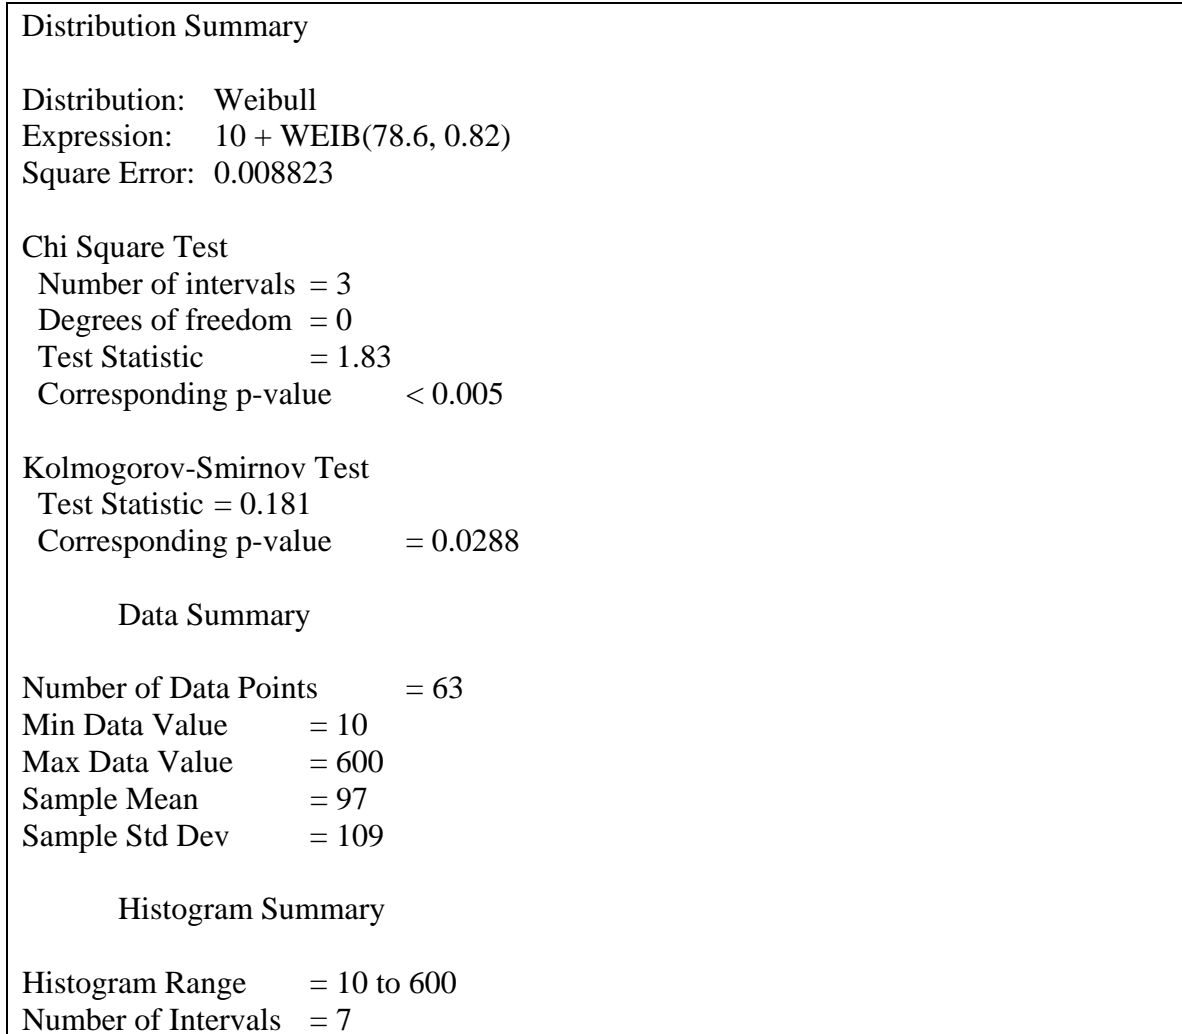 Distribution Summary
Distribution: Weibull
Expression: 10 + WEIB(78.6, 0.82)
Square Error: 0.008823
Chi Square Test
Number of intervals = 3
Degrees of freedom = 0
Test Statistic = 1.83
Corresponding p-value < 0.005
Kolmogorov-Smirnov Test
Test Statistic = 0.181
Corresponding p-value = 0.0288
Data Summary
Number of Data Points = 63
Min Data Value = 10
Max Data Value = 600
Sample Mean = 97
Sample Std Dev = 109
Histogram Summary
Histogram Range = 10 to 600
Number of Intervals = 7